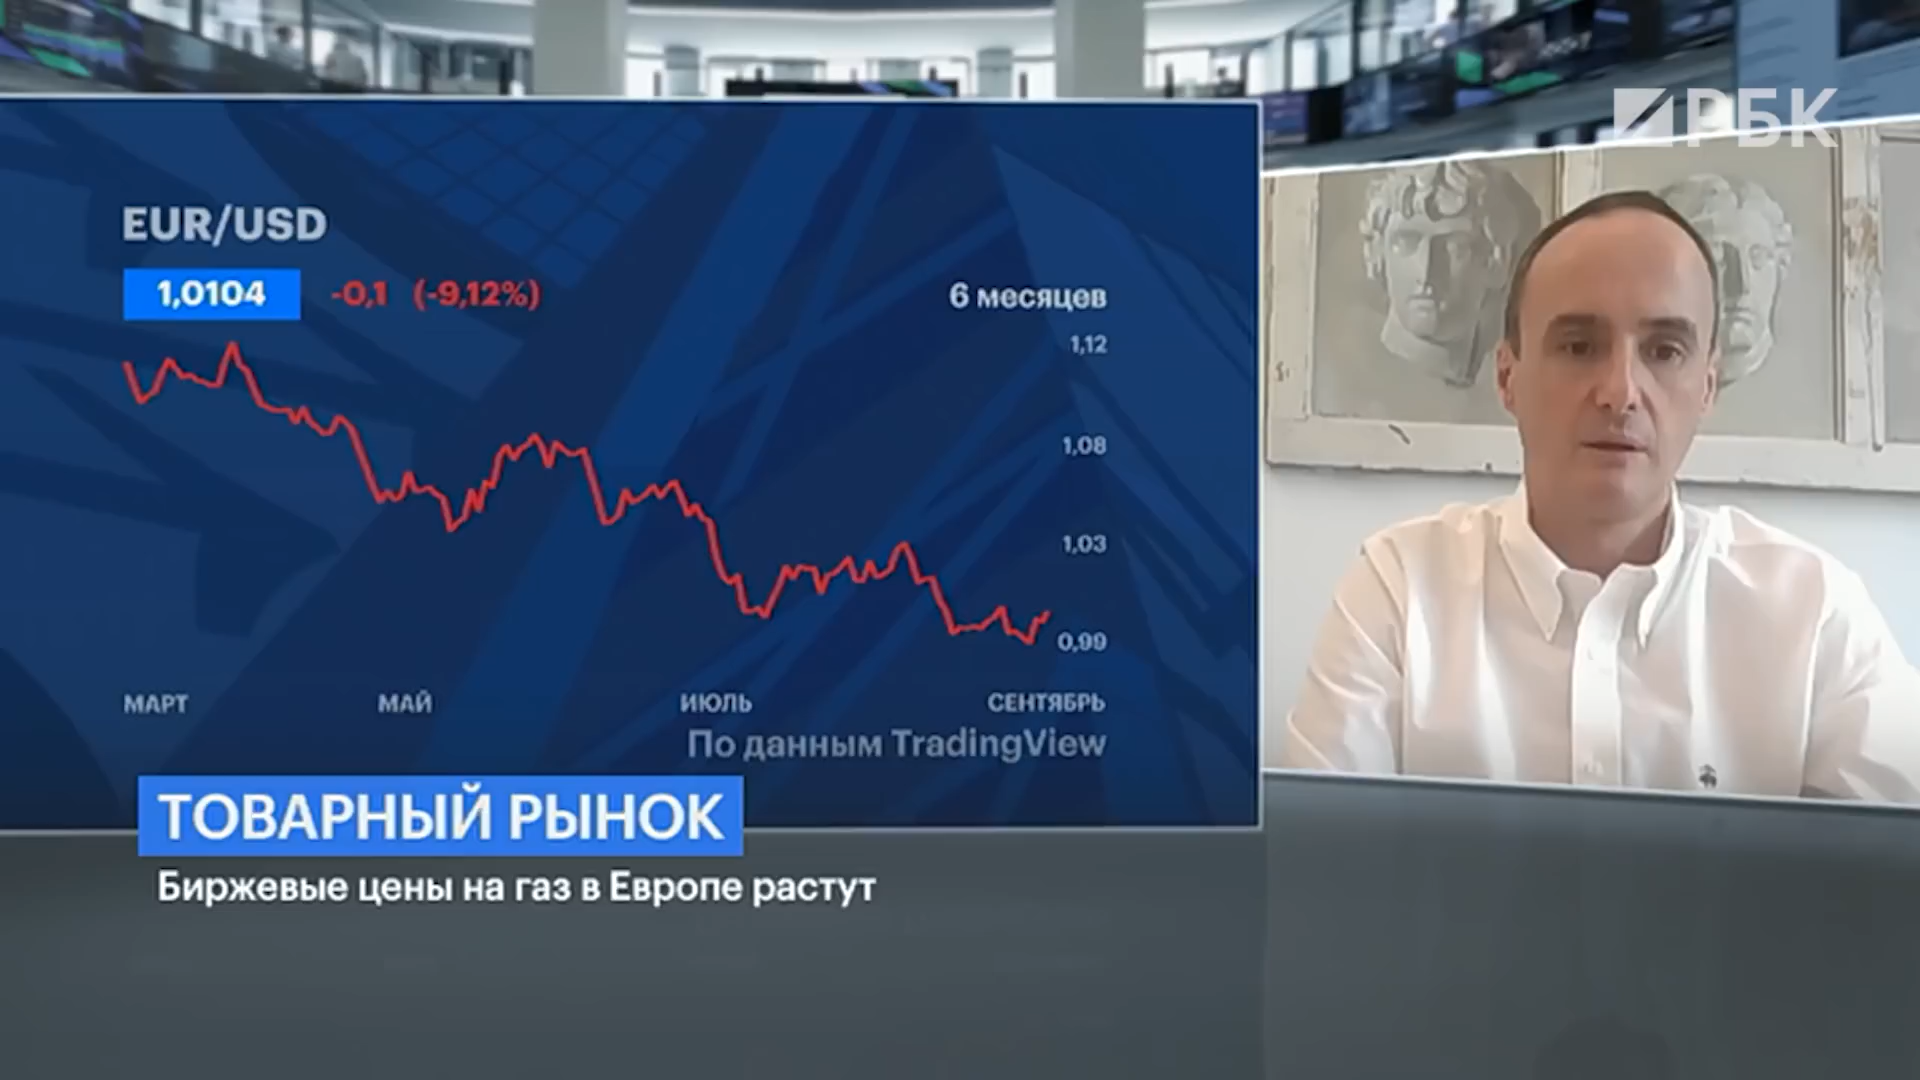 РБК
EUR/USD
1,0104 -0,1 (-9,12%)
6 месяцев
1,12
1,08
1,03
0,99
МАРТ МАЙ ИЮЛЬ СЕНТЯБРЬ
По данным TradingView
ТОВАРНЫЙ РЫНОК
Биржевые цены на газ в Европе растут